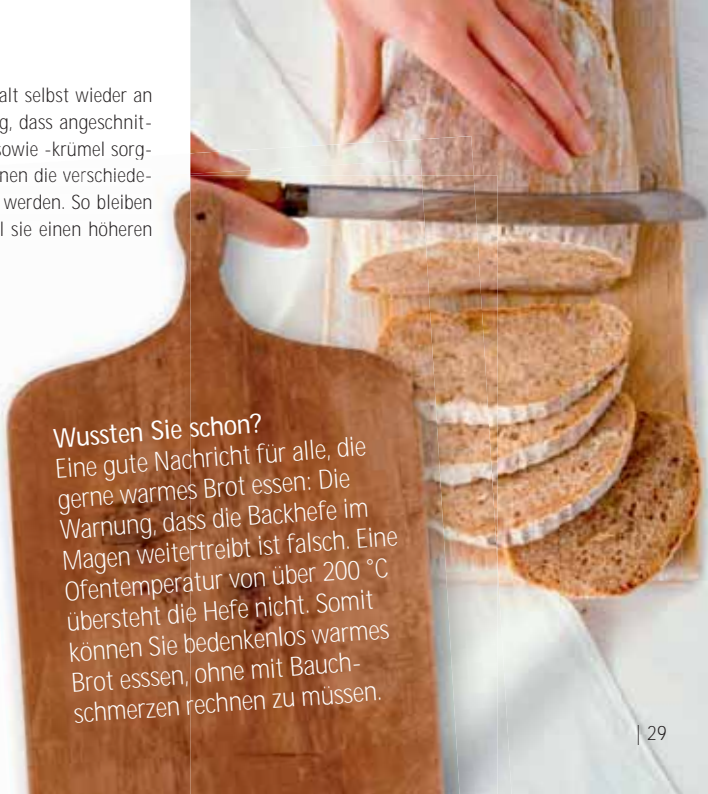 alt selbst wieder an
g, dass angeschnit-
sowie -krümel sorg-
nen die verschiede-
werden. So bleiben
l sie einen höheren
Wussten Sie schon?
Eine gute Nachricht für alle, die
gerne warmes Brot essen: Die
Warnung, dass die Backhefe im
Magen weitertreibt ist falsch. Eine
Ofentemperatur von über 200 °C
übersteht die Hefe nicht. Somit
können Sie bedenkenlos warmes
Brot esssen, ohne mit Bauch-
schmerzen rechnen zu müssen.
| 29